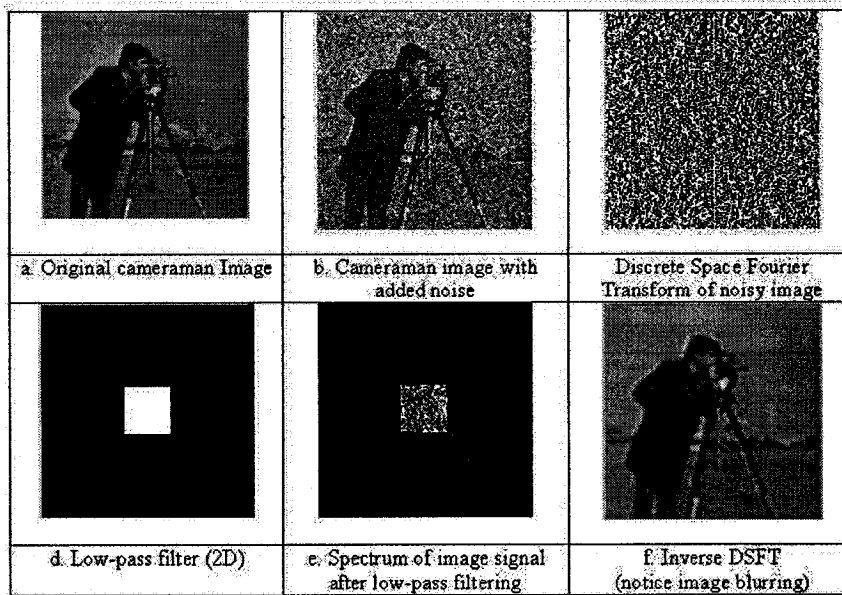 a. Original cameraman Image
b. Cameraman image with
added noise
Discrete Space Fourier
Transform of noisy image
d. Low-pass filter (2D)
e. Spectrum of image signal
after low-pass filtering
f. Inverse DSFT
(notice image blurring)